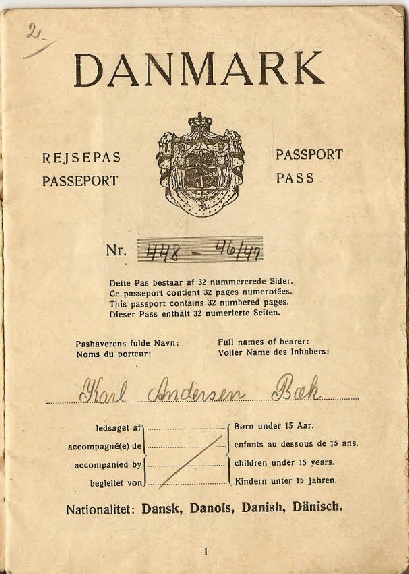 2.
DANMARK
REJSEPAS PASSPORT
PASSEPORT PASS
Nr. 448 - 46/47
Dette Pas bestaar af 32 nummererede Sider.
Ce passeport contient 32 pages numerotées.
This passport contains 32 numbered pages.
Dieser Pass enthält 32 numerierte Seiten.
Pashaverens fulde Navn: Full names of bearer:
Noms du porteur: Voller Name des Inhabers:
Karl Andersen Bæk
ledsaget af Børn under 15 Aar.
accompagné(e) de enfants au dessous de 15 ans.
accompanied by children under 15 years.
begleitet von Kindern unter 15 jahren.
Nationalitet: Dansk, Danois, Danish, Dänisch.
1